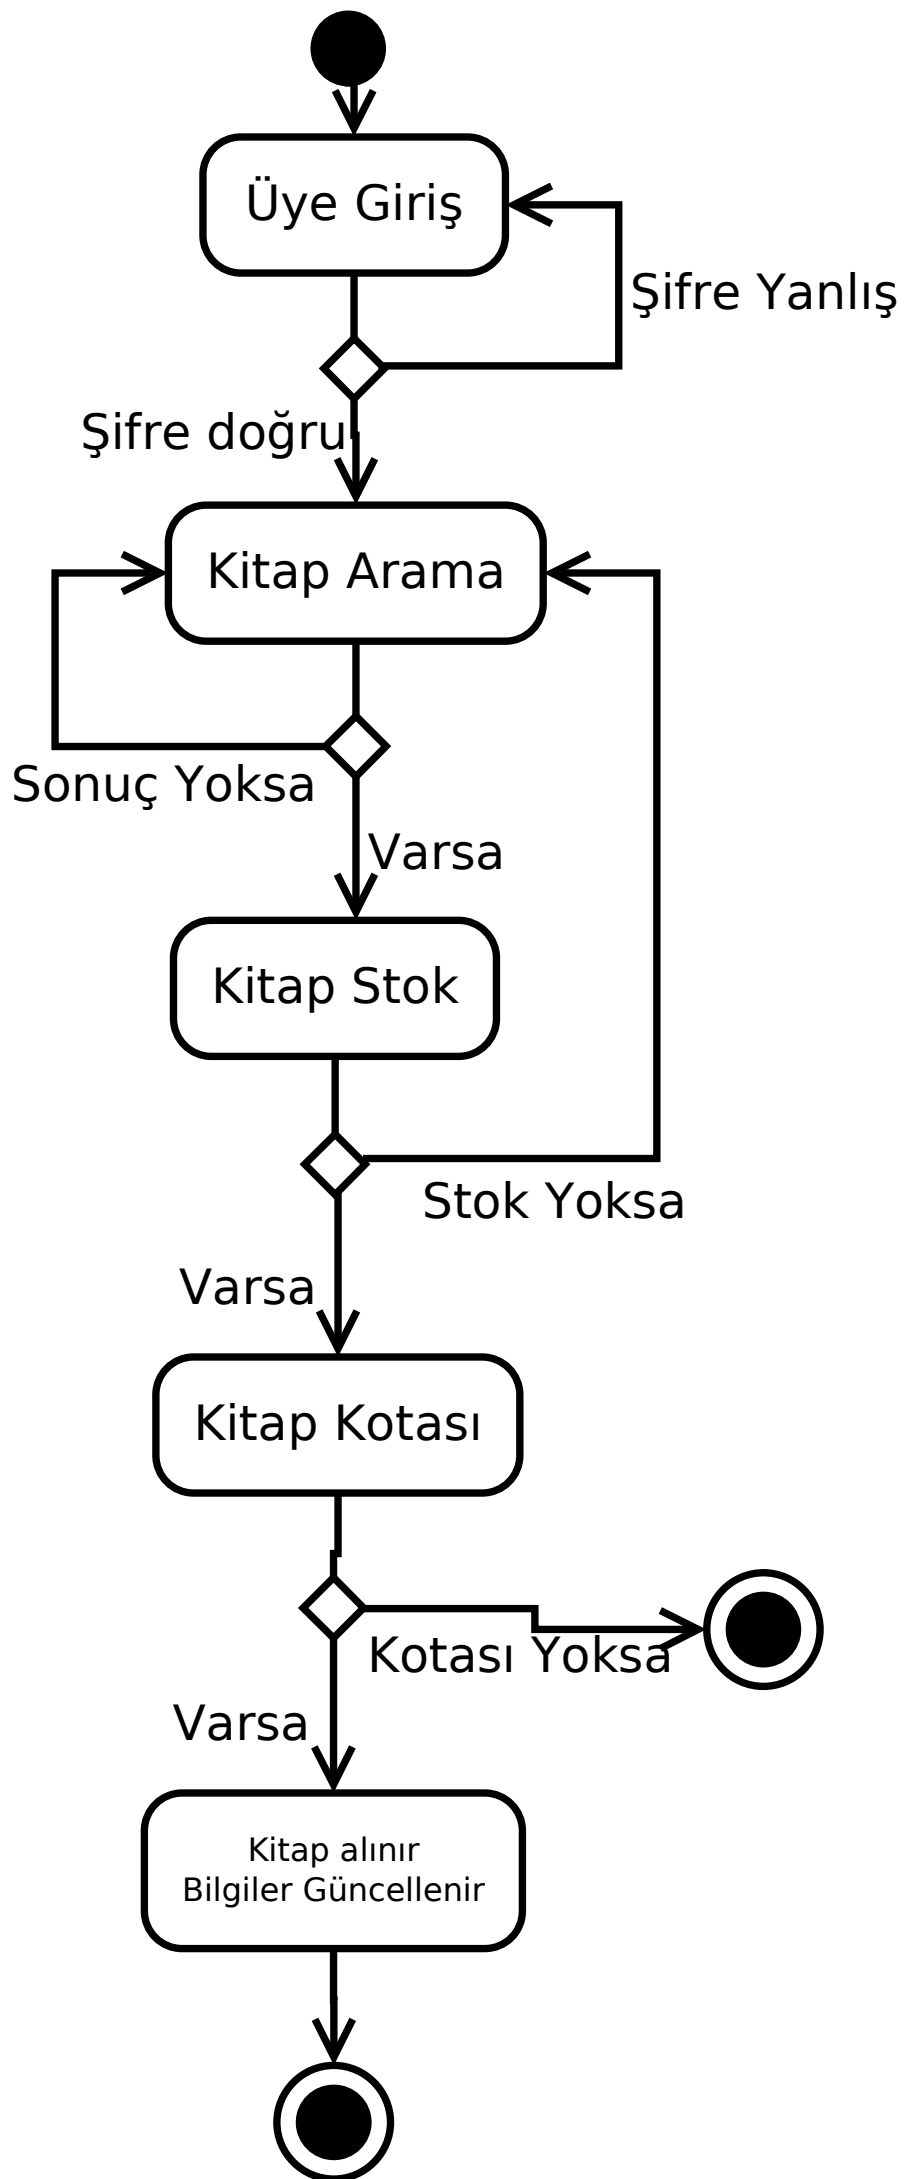 Üye Giriş
Şifre Yanlış
Şifre doğru
Kitap Arama
Sonuç Yoksa
Varsa
Kitap Stok
Stok Yoksa
Varsa
Kitap Kotası
Kotası Yoksa
Varsa
Kitap alınır
Bilgiler Güncellenir